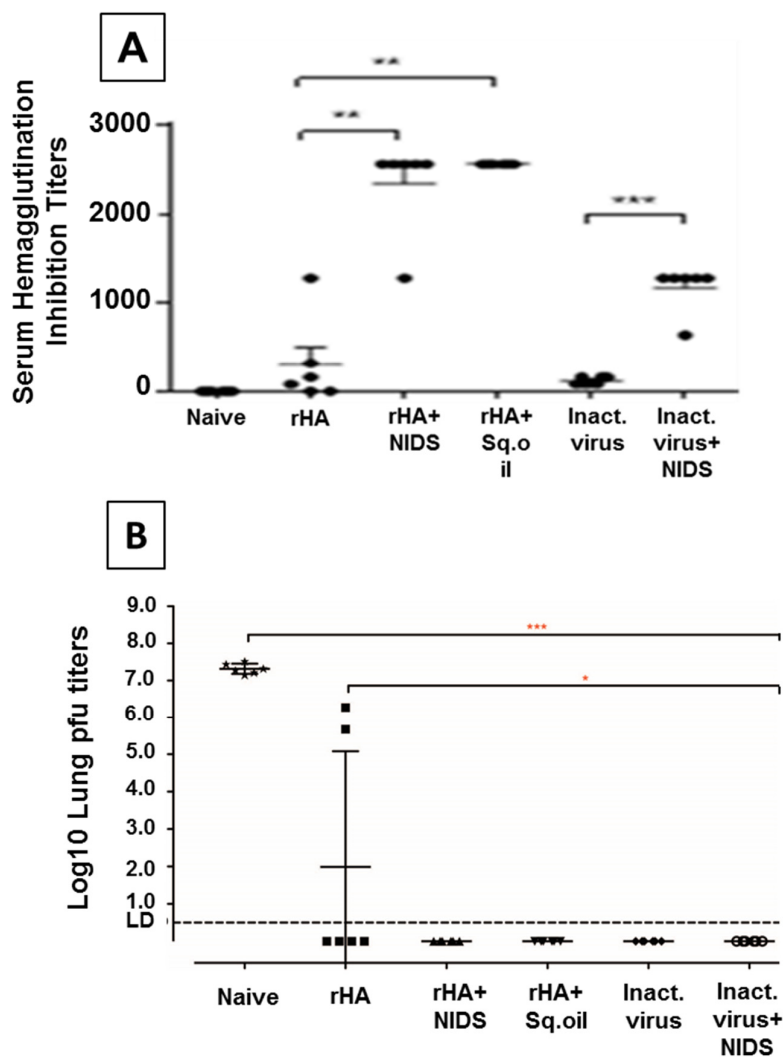 A
** **
3000
2000
1000
0
Serum Hemagglutination
Inhibition Titers
***
Naive rHA rHA+ rHA+ Inact. Inact.
NIDS Sq.o virus virus+
il NIDS
B
9.0
8.0
7.0
6.0
5.0
4.0
3.0
2.0
1.0
LD
Log10 Lung pfu titers
***
*
Naive rHA rHA+ rHA+ Inact. Inact.
NIDS Sq.oil virus virus+
NIDS